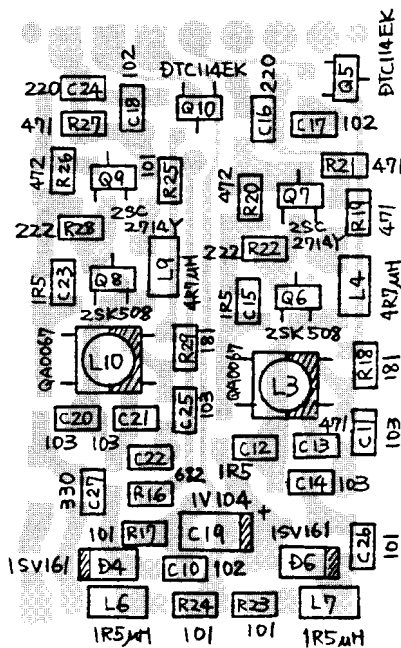 102
DTC114EK
220
Q5
DTC114EK
220
C24
C18
Q10
C16
C17
102
471
R27
472
R26
Q9
101
R25
R21
471
472
R20
Q7
R19
471
222
R28
2SC
2714Y
2SC
2714Y
222
R22
1R5
C23
Q8
L9
4R7μH
1R5
C15
Q6
L4
4R7μH
2SK508
2SK508
QA0067
L10
R29
181
QA0067
L3
R18
181
C20
C21
C25
103
471
C11
103
103
103
C12
C13
C22
682
1R5
C14
103
330
C27
R16
1V104
+
101
R17
C19
1SV161
C26
101
1SV161
D4
C10
102
D6
L6
R24
R23
L7
1R5μH
101
101
1R5μH